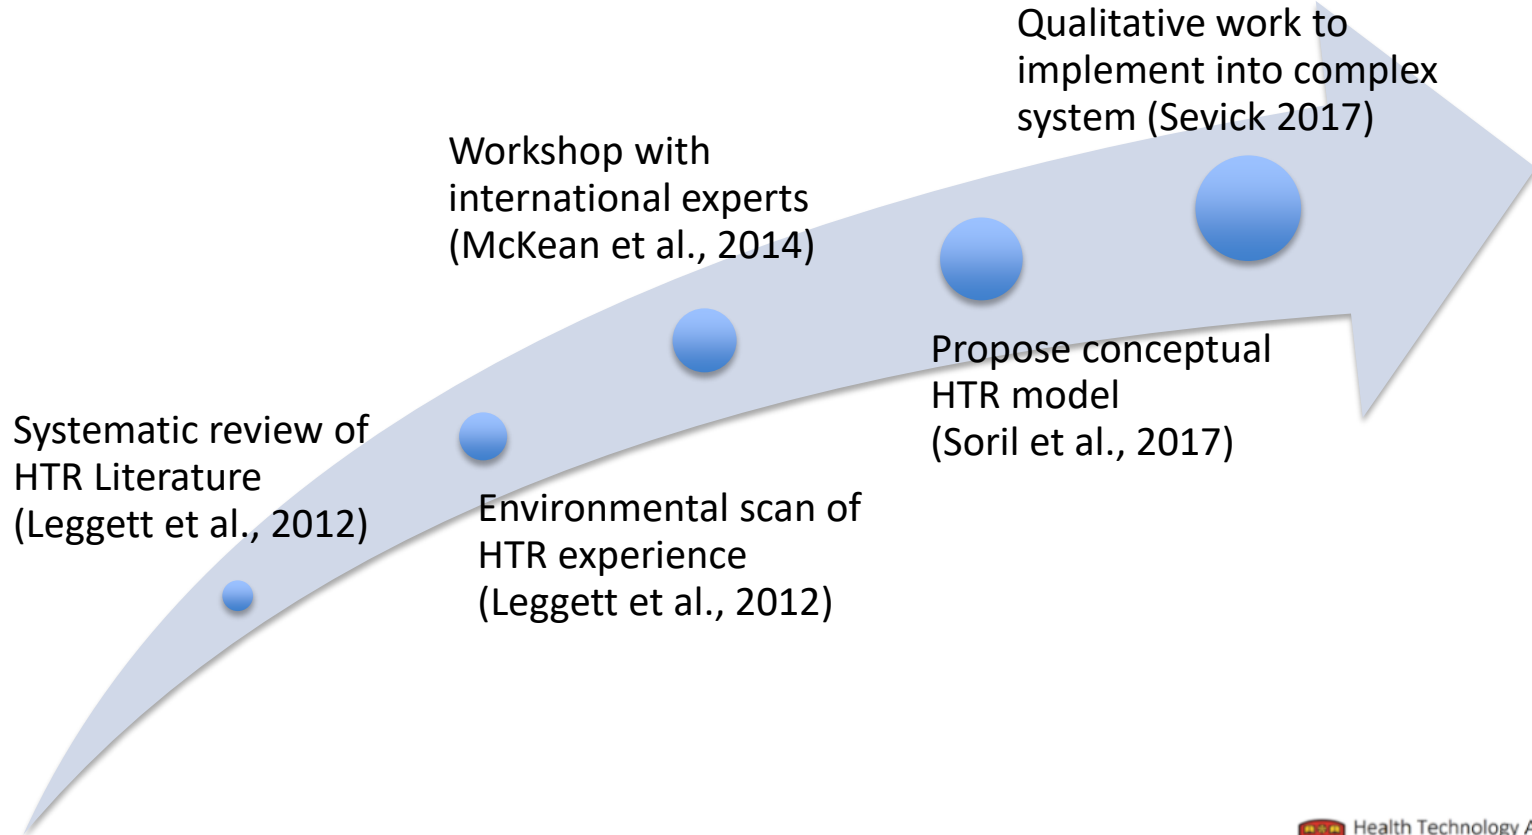 Qualitative work to
implement into complex
system (Sevick 2017)
Workshop with
international experts
(McKean et al., 2014)
Propose conceptual
HTR model
(Soril et al., 2017)
Systematic review of
HTR Literature
(Leggett et al., 2012)
Environmental scan of
HTR experience
(Leggett et al., 2012)
Health Technology A